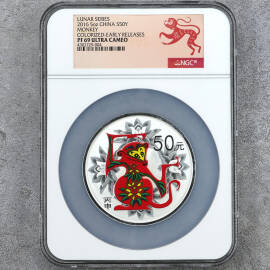 LUNAR SERIES
2016 5oz CHINA S50Y
MONKEY
COLORIZED-EARLY RELEASES
PF 69 ULTRA CAMEO
NGC
50元
丙申